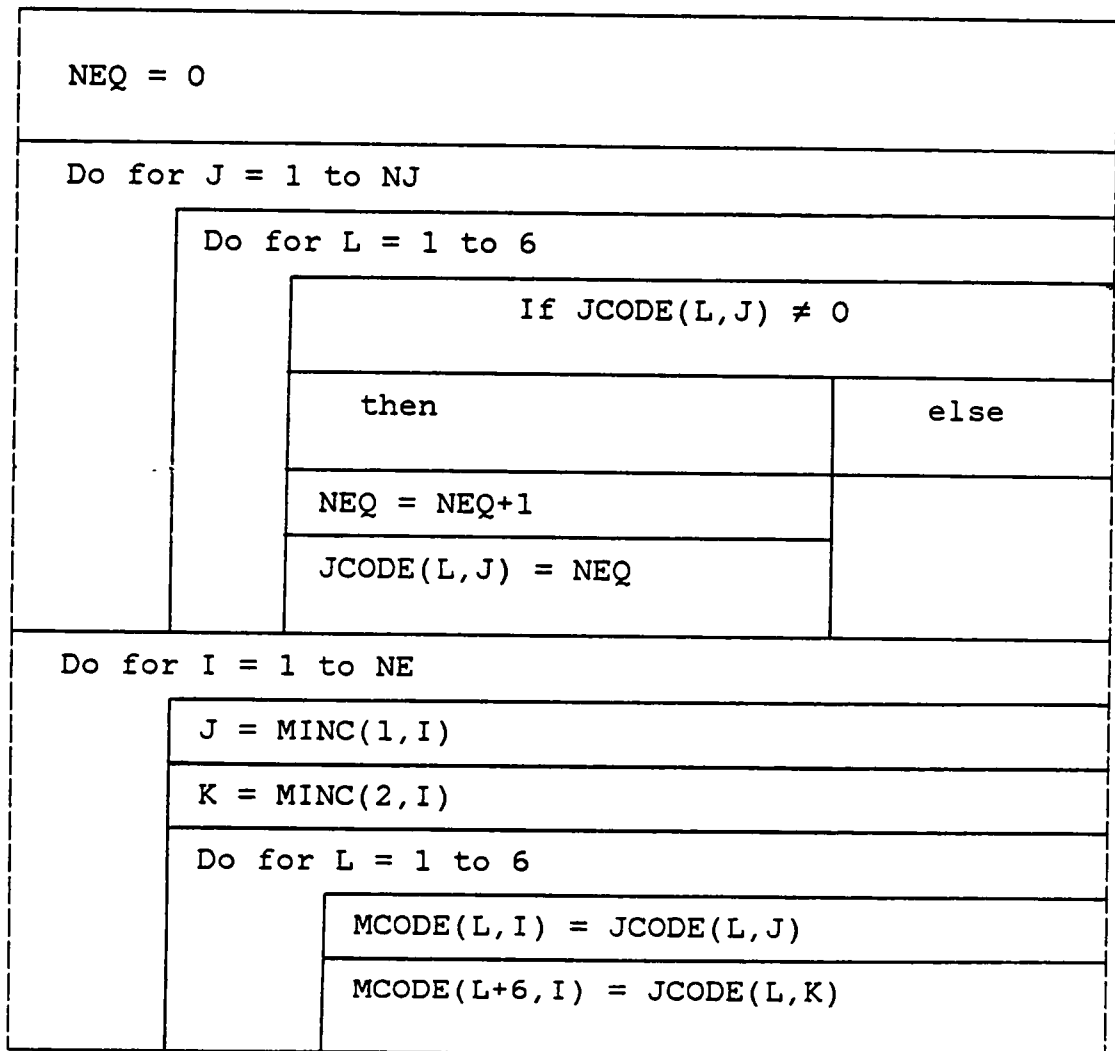 NEQ = 0
Do for J = 1 to NJ
Do for L = 1 to 6
If JCODE(L,J) ≠ 0
then else
NEQ = NEQ+1
JCODE(L,J) = NEQ
Do for I = 1 to NE
J = MINC(1,I)
K = MINC(2,I)
Do for L = 1 to 6
MCODE(L,I) = JCODE(L,J)
MCODE(L+6,I) = JCODE(L,K)